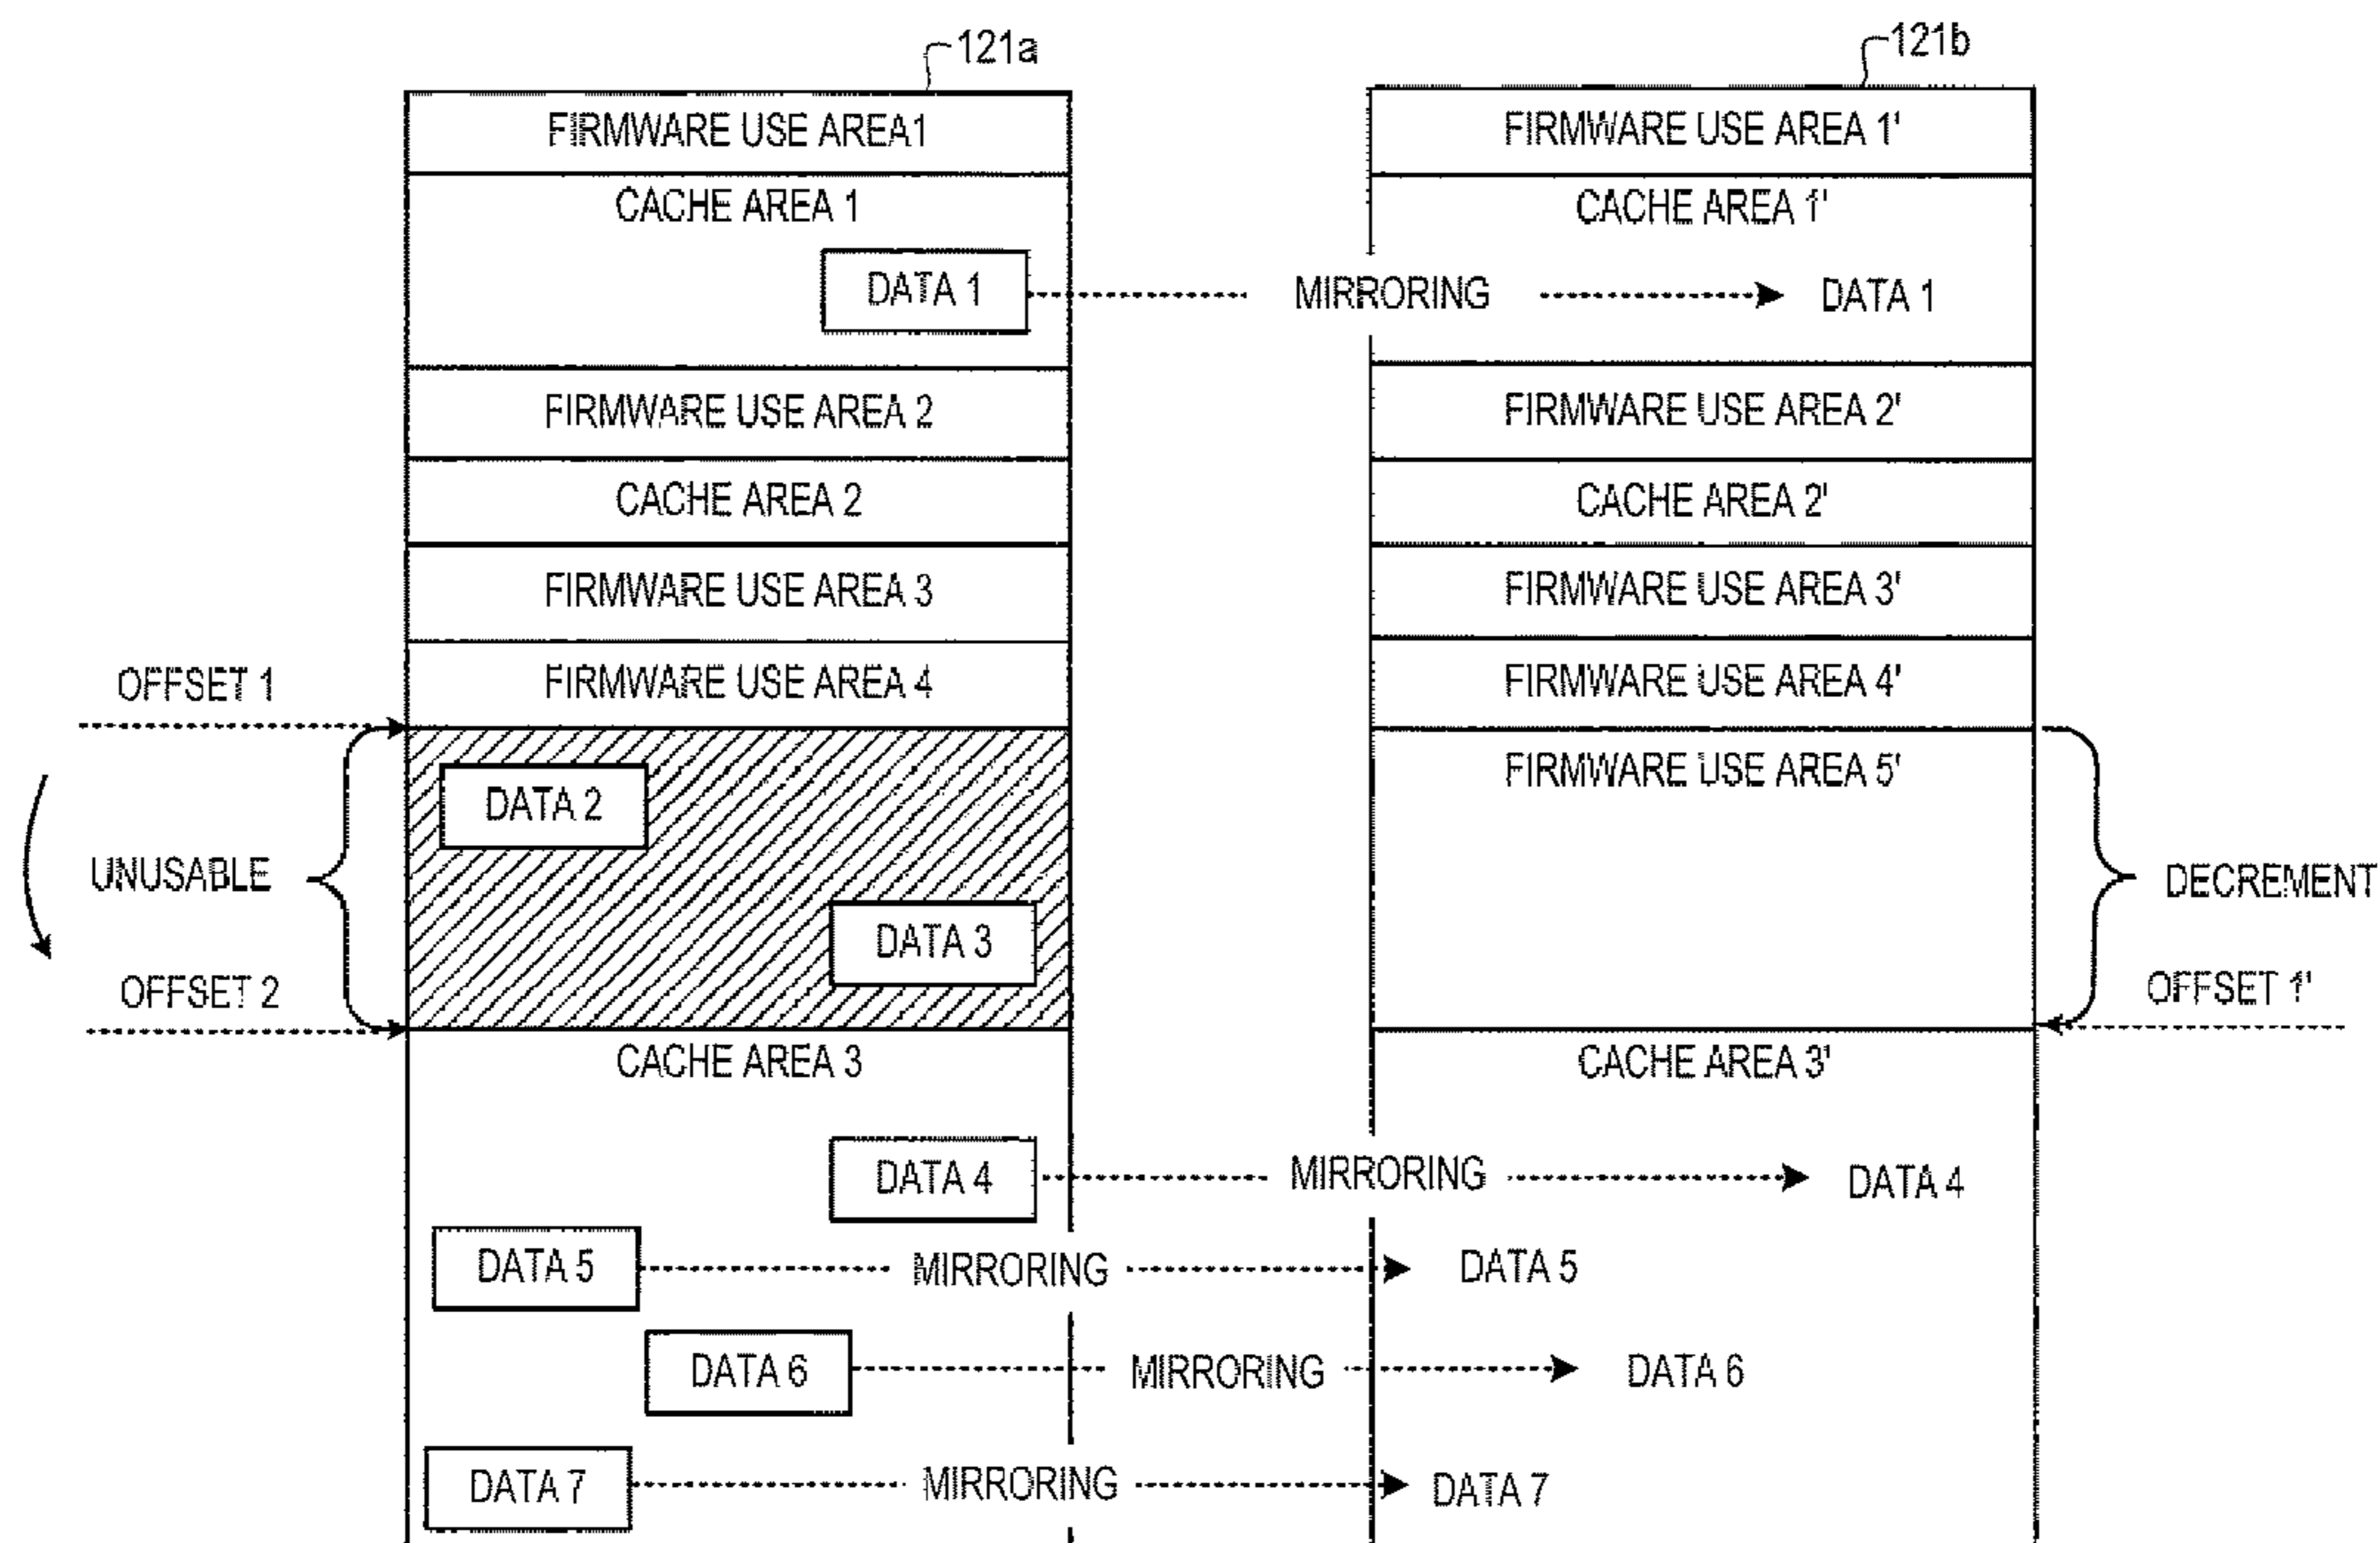 121a
121b
FIRMWARE USE AREA1
FIRMWARE USE AREA 1'
CACHE AREA 1
CACHE AREA 1'
DATA 1
MIRRORING
DATA 1
FIRMWARE USE AREA 2
FIRMWARE USE AREA 2'
CACHE AREA 2
CACHE AREA 2'
FIRMWARE USE AREA 3
FIRMWARE USE AREA 3'
OFFSET 1
FIRMWARE USE AREA 4
FIRMWARE USE AREA 4'
FIRMWARE USE AREA 5'
DATA 2
UNUSABLE
DECREMENT
DATA 3
OFFSET 2
OFFSET 1'
CACHE AREA 3
CACHE AREA 3'
DATA 4
MIRRORING
DATA 4
DATA 5
MIRRORING
DATA 5
DATA 6
MIRRORING
DATA 6
DATA 7
MIRRORING
DATA 7